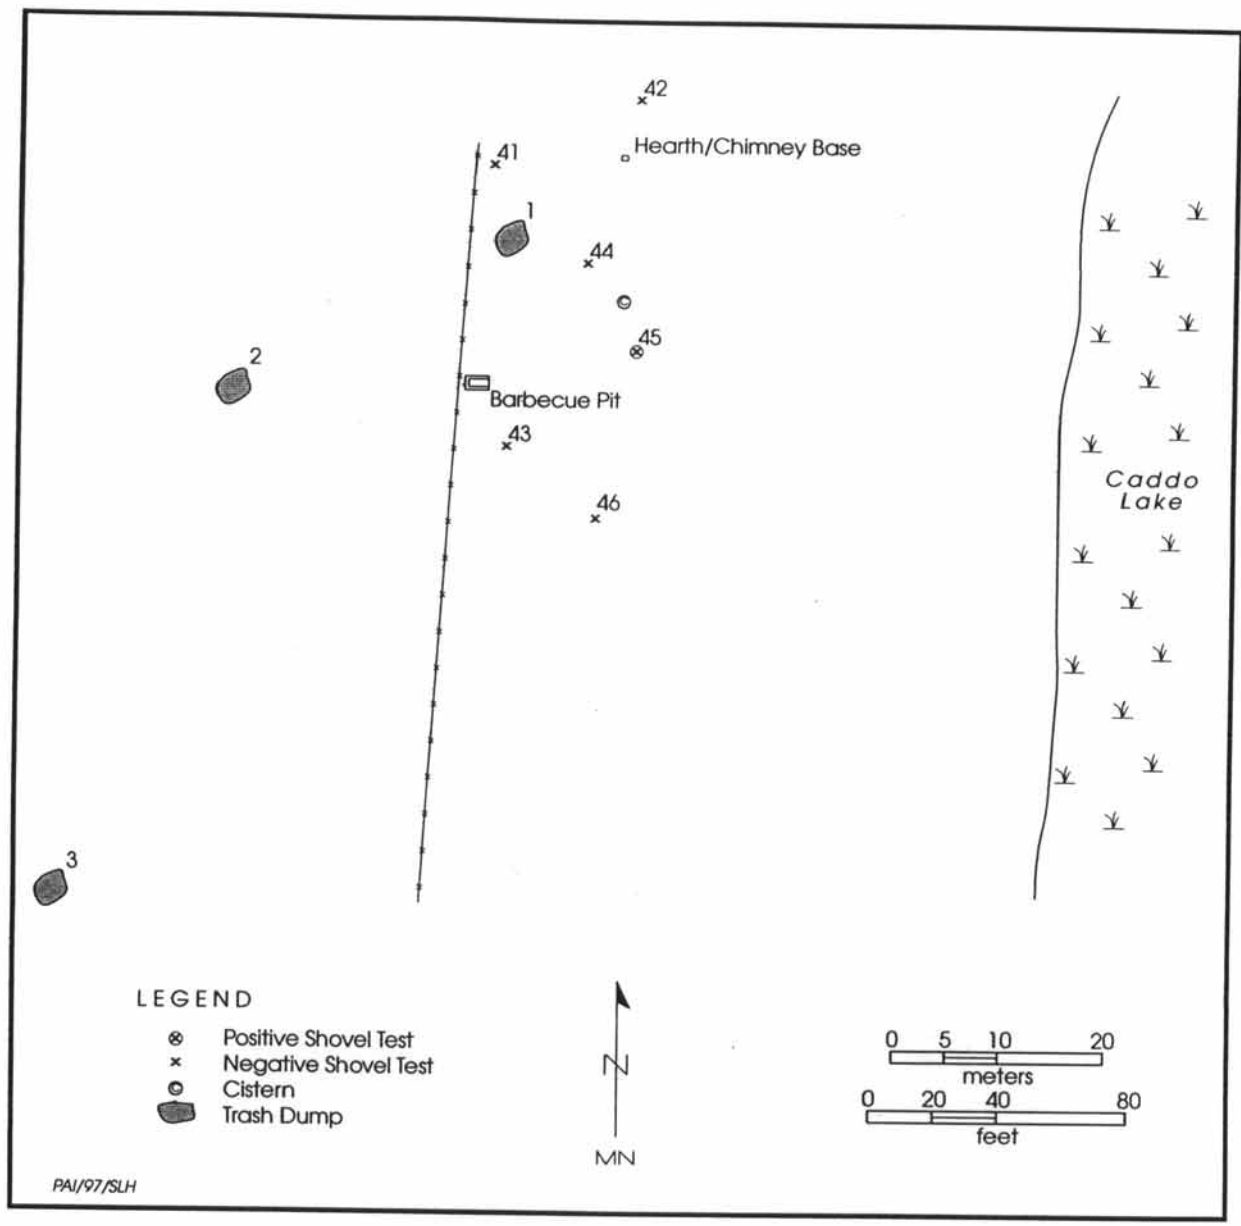 42
Hearth/Chimney Base
41
1
44
45
2
Barbecue Pit
43
46
Caddo
Lake
3
LEGEND
Positive Shovel Test
Negative Shovel Test
Cistern
Trash Dump
N
MN
0 5 10 20
meters
0 20 40 80
feet
PAI/97/SLH